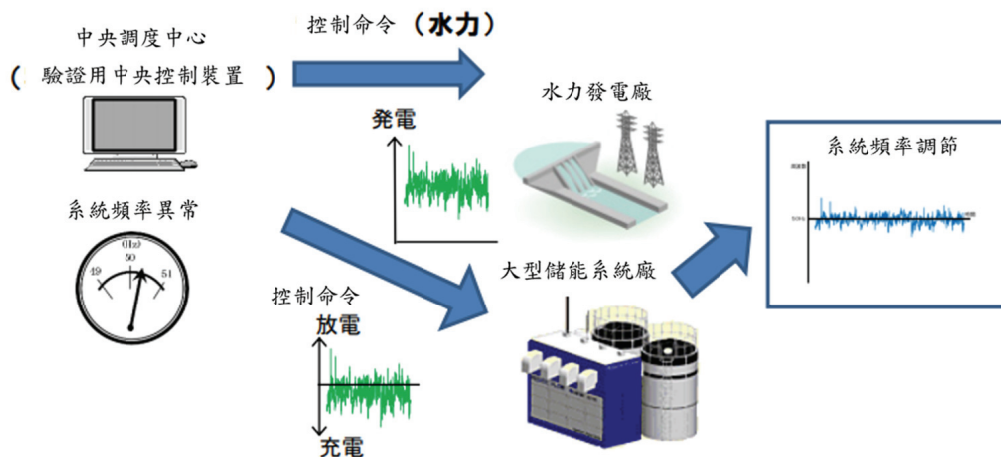 中央調度中心
( 驗證用中央控制裝置 )
系統頻率異常
(Hz)
49 50 51
控制命令 (水力)
発電
水力發電廠
控制命令
放電
充電
大型儲能系統廠
系統頻率調節
50Hz